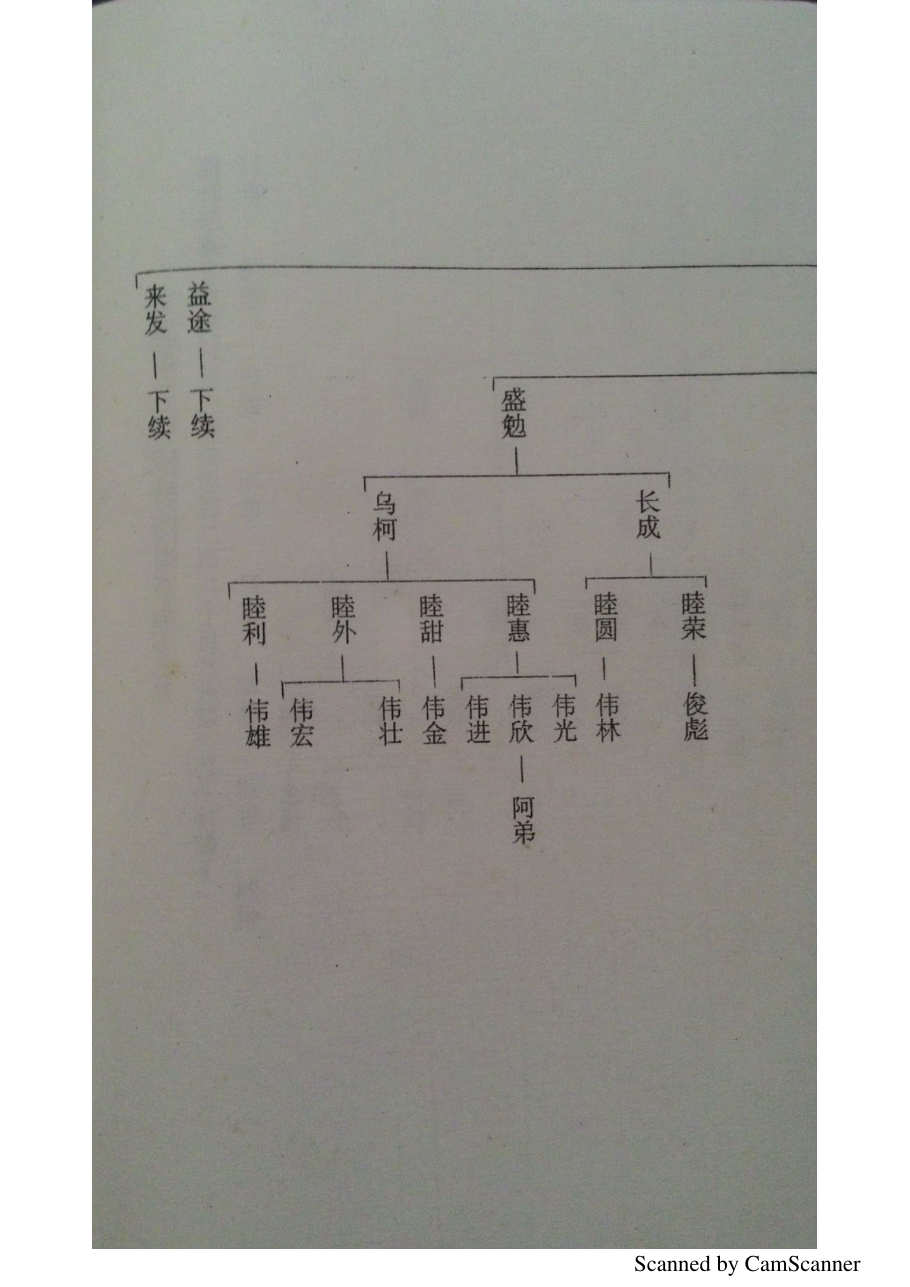 益途—下续
来发—下续
盛勉
长成
乌柯
睦荣
睦圆
睦惠
睦甜
睦外
睦利
俊彪
伟林
伟光
伟欣
伟进
伟金
伟壮
伟宏
伟雄
阿弟
Scanned by CamScanner